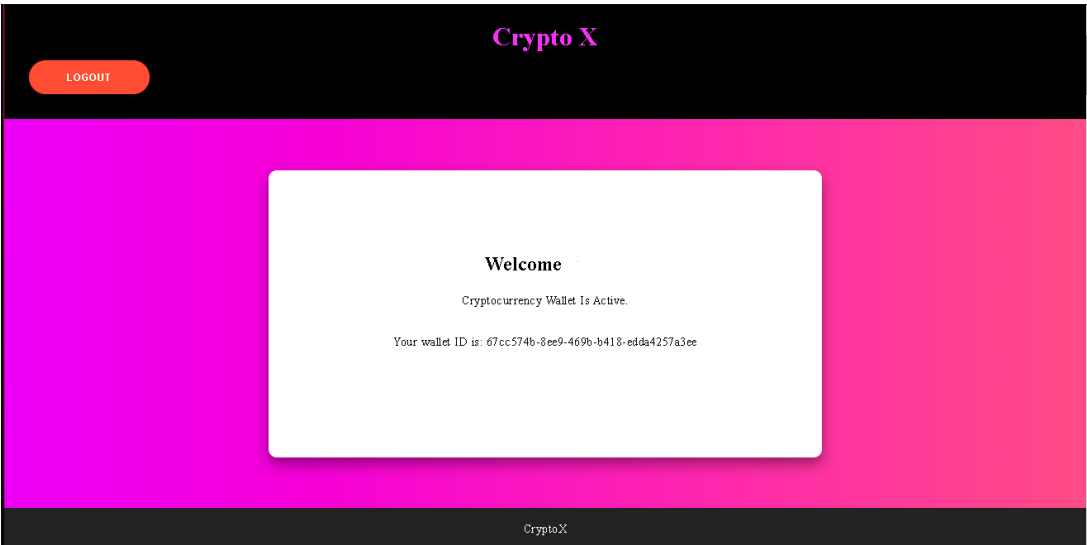 Crypto X
LOGOUT
Welcome
Cryptocurrency Wallet Is Active.
Your wallet ID is: 67cc574b-8ee9-469b-b418-edda4257a3ee
CryptoX